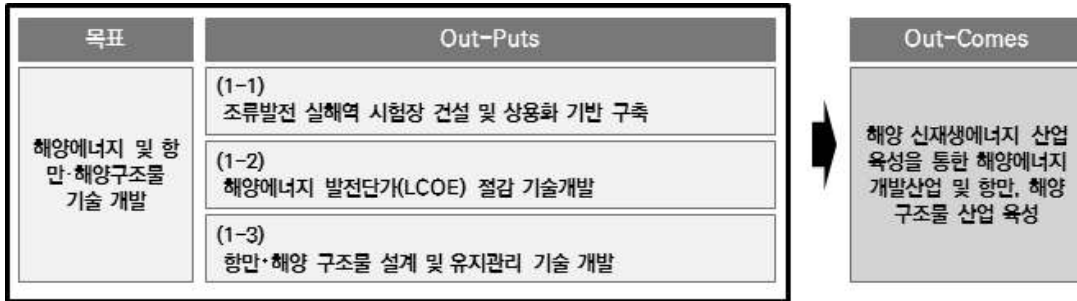 목표
Out-Puts
Out-Comes
해양에너지 및 항
만·해양구조물
기술 개발
(1-1)
조류발전 실해역 시험장 건설 및 상용화 기반 구축
(1-2)
해양에너지 발전단가(LCOE) 절감 기술개발
(1-3)
항만·해양 구조물 설계 및 유지관리 기술 개발
해양 신재생에너지 산업
육성을 통한 해양에너지
개발산업 및 항만, 해양
구조물 산업 육성